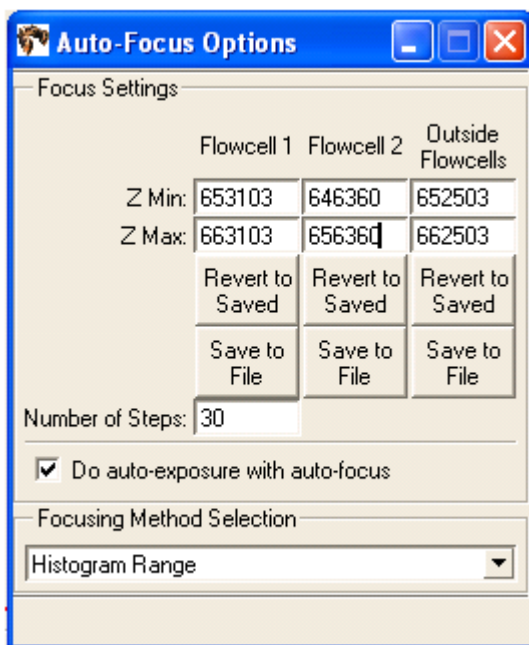 Auto-Focus Options
Focus Settings
Flowcell 1 Flowcell 2 Outside Flowcells
Z Min: 653103 646360 652503
Z Max: 663103 656360 662503
Revert to Saved Revert to Saved Revert to Saved
Save to File Save to File Save to File
Number of Steps: 30
Do auto-exposure with auto-focus
Focusing Method Selection
Histogram Range